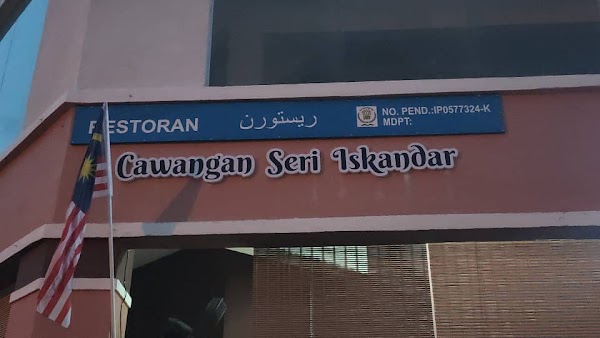 RESTORAN ريستورن NO. PEND.:IP0577324-K
MDPT:
Cawangan Seri Iskandar